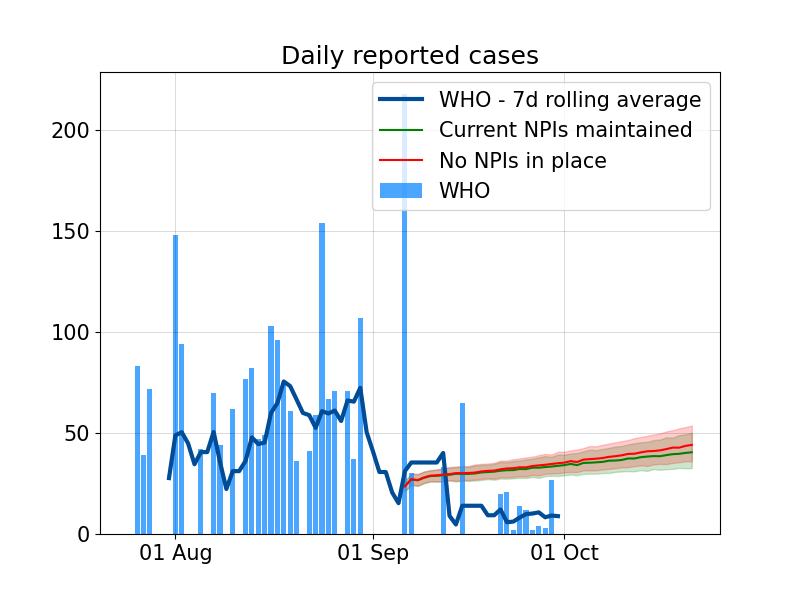 Daily reported cases
WHO - 7d rolling average
Current NPIs maintained
No NPIs in place
WHO
200
150
100
50
0
01 Aug
01 Sep
01 Oct